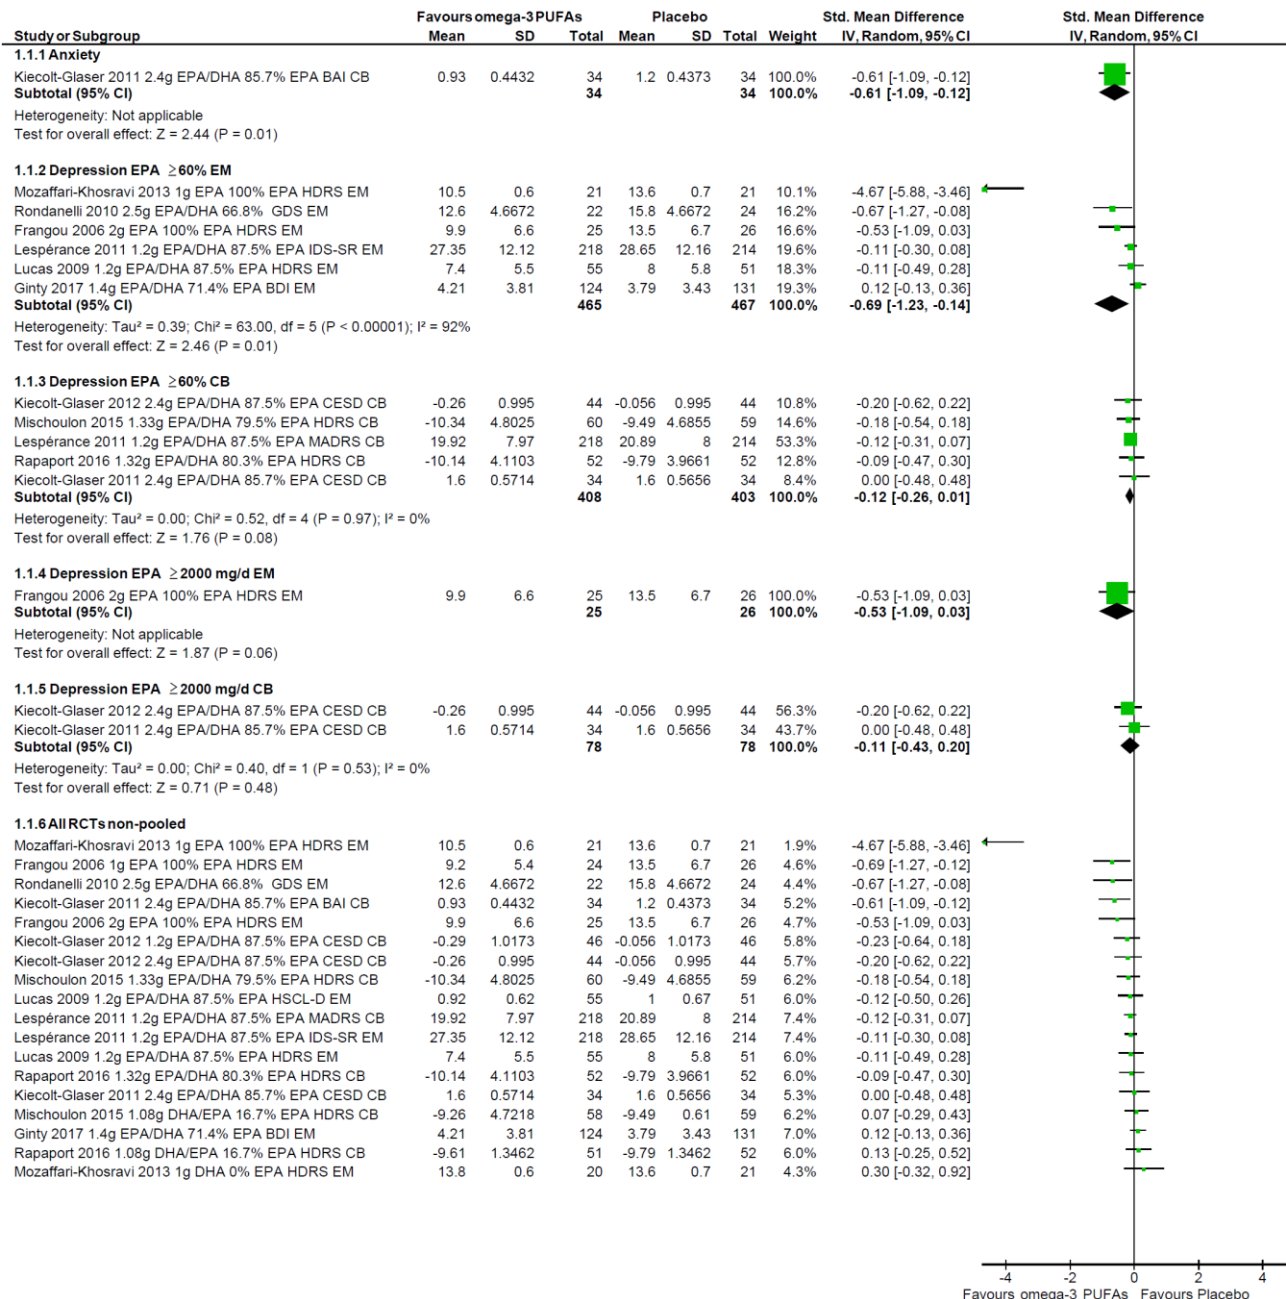 Favours omega-3 PUFAs Placebo Std. Mean Difference Std. Mean Difference
Study or Subgroup Mean SD Total Mean SD Total Weight IV, Random, 95% CI IV, Random, 95% CI
1.1.1 Anxiety
Kiecolt-Glaser 2011 2.4g EPA/DHA 85.7% EPA BAI CB 0.93 0.4432 34 1.2 0.4373 34 100.0% -0.61 [-1.09, -0.12]
Subtotal (95% CI) 34 34 100.0% -0.61 [-1.09, -0.12]
Heterogeneity: Not applicable
Test for overall effect: Z = 2.44 (P = 0.01)
1.1.2 Depression EPA ≥60% EM
Mozaffari-Khosravi 2013 1g EPA 100% EPA HDRS EM 10.5 0.6 21 13.6 0.7 21 10.1% -4.67 [-5.88, -3.46]
Rondanelli 2010 2.5g EPA/DHA 66.8% GDS EM 12.6 4.6672 22 15.8 4.6672 24 16.2% -0.67 [-1.27, -0.08]
Frangou 2006 2g EPA 100% EPA HDRS EM 9.9 6.6 25 13.5 6.7 26 16.6% -0.53 [-1.09, 0.03]
Lespérance 2011 1.2g EPA/DHA 87.5% EPA IDS-SR EM 27.35 12.12 218 28.65 12.16 214 19.6% -0.11 [-0.30, 0.08]
Lucas 2009 1.2g EPA/DHA 87.5% EPA HDRS EM 7.4 5.5 55 8 5.8 51 18.3% -0.11 [-0.49, 0.28]
Ginty 2017 1.4g EPA/DHA 71.4% EPA BDI EM 4.21 3.81 124 3.79 3.43 131 19.3% 0.12 [-0.13, 0.36]
Subtotal (95% CI) 465 467 100.0% -0.69 [-1.23, -0.14]
Heterogeneity: Tau² = 0.39; Chi² = 63.00, df = 5 (P < 0.00001); I² = 92%
Test for overall effect: Z = 2.46 (P = 0.01)
1.1.3 Depression EPA ≥60% CB
Kiecolt-Glaser 2012 2.4g EPA/DHA 87.5% EPA CESD CB -0.26 0.995 44 -0.056 0.995 44 10.8% -0.20 [-0.62, 0.22]
Mischoulon 2015 1.33g EPA/DHA 79.5% EPA HDRS CB -10.34 4.8025 60 -9.49 4.6855 59 14.6% -0.18 [-0.54, 0.18]
Lespérance 2011 1.2g EPA/DHA 87.5% EPA MADRS CB 19.92 7.97 218 20.89 8 214 53.3% -0.12 [-0.31, 0.07]
Rapaport 2016 1.32g EPA/DHA 80.3% EPA HDRS CB -10.14 4.1103 52 -9.79 3.9661 52 12.8% -0.09 [-0.47, 0.30]
Kiecolt-Glaser 2011 2.4g EPA/DHA 85.7% EPA CESD CB 1.6 0.5714 34 1.6 0.5656 34 8.4% 0.00 [-0.48, 0.48]
Subtotal (95% CI) 408 403 100.0% -0.12 [-0.26, 0.01]
Heterogeneity: Tau² = 0.00; Chi² = 0.52, df = 4 (P = 0.97); I² = 0%
Test for overall effect: Z = 1.76 (P = 0.08)
1.1.4 Depression EPA ≥2000 mg/d EM
Frangou 2006 2g EPA 100% EPA HDRS EM 9.9 6.6 25 13.5 6.7 26 100.0% -0.53 [-1.09, 0.03]
Subtotal (95% CI) 25 26 100.0% -0.53 [-1.09, 0.03]
Heterogeneity: Not applicable
Test for overall effect: Z = 1.87 (P = 0.06)
1.1.5 Depression EPA ≥2000 mg/d CB
Kiecolt-Glaser 2012 2.4g EPA/DHA 87.5% EPA CESD CB -0.26 0.995 44 -0.056 0.995 44 56.3% -0.20 [-0.62, 0.22]
Kiecolt-Glaser 2011 2.4g EPA/DHA 85.7% EPA CESD CB 1.6 0.5714 34 1.6 0.5656 34 43.7% 0.00 [-0.48, 0.48]
Subtotal (95% CI) 78 78 100.0% -0.11 [-0.43, 0.20]
Heterogeneity: Tau² = 0.00; Chi² = 0.40, df = 1 (P = 0.53); I² = 0%
Test for overall effect: Z = 0.71 (P = 0.48)
1.1.6 All RCTs non-pooled
Mozaffari-Khosravi 2013 1g EPA 100% EPA HDRS EM 10.5 0.6 21 13.6 0.7 21 1.9% -4.67 [-5.88, -3.46]
Frangou 2006 1g EPA 100% EPA HDRS EM 9.2 5.4 24 13.5 6.7 26 4.6% -0.69 [-1.27, -0.12]
Rondanelli 2010 2.5g EPA/DHA 66.8% GDS EM 12.6 4.6672 22 15.8 4.6672 24 4.4% -0.67 [-1.27, -0.08]
Kiecolt-Glaser 2011 2.4g EPA/DHA 85.7% EPA BAI CB 0.93 0.4432 34 1.2 0.4373 34 5.2% -0.61 [-1.09, -0.12]
Frangou 2006 2g EPA 100% EPA HDRS EM 9.9 6.6 25 13.5 6.7 26 4.7% -0.53 [-1.09, 0.03]
Kiecolt-Glaser 2012 1.2g EPA/DHA 87.5% EPA CESD CB -0.29 1.0173 46 -0.056 1.0173 46 5.8% -0.23 [-0.64, 0.18]
Kiecolt-Glaser 2012 2.4g EPA/DHA 87.5% EPA CESD CB -0.26 0.995 44 -0.056 0.995 44 5.7% -0.20 [-0.62, 0.22]
Mischoulon 2015 1.33g EPA/DHA 79.5% EPA HDRS CB -10.34 4.8025 60 -9.49 4.6855 59 6.2% -0.18 [-0.54, 0.18]
Lucas 2009 1.2g EPA/DHA 87.5% EPA HSCL-D EM 0.92 0.62 55 1 0.67 51 6.0% -0.12 [-0.50, 0.26]
Lespérance 2011 1.2g EPA/DHA 87.5% EPA MADRS CB 19.92 7.97 218 20.89 8 214 7.4% -0.12 [-0.31, 0.07]
Lespérance 2011 1.2g EPA/DHA 87.5% EPA IDS-SR EM 27.35 12.12 218 28.65 12.16 214 7.4% -0.11 [-0.30, 0.08]
Lucas 2009 1.2g EPA/DHA 87.5% EPA HDRS EM 7.4 5.5 55 8 5.8 51 6.0% -0.11 [-0.49, 0.28]
Rapaport 2016 1.32g EPA/DHA 80.3% EPA HDRS CB -10.14 4.1103 52 -9.79 3.9661 52 6.0% -0.09 [-0.47, 0.30]
Kiecolt-Glaser 2011 2.4g EPA/DHA 85.7% EPA CESD CB 1.6 0.5714 34 1.6 0.5656 34 5.3% 0.00 [-0.48, 0.48]
Mischoulon 2015 1.08g DHA/EPA 16.7% EPA HDRS CB -9.26 4.7218 58 -9.49 0.61 59 6.2% 0.07 [-0.29, 0.43]
Ginty 2017 1.4g EPA/DHA 71.4% EPA BDI EM 4.21 3.81 124 3.79 3.43 131 7.0% 0.12 [-0.13, 0.36]
Rapaport 2016 1.08g DHA/EPA 16.7% EPA HDRS CB -9.61 1.3462 51 -9.79 1.3462 52 6.0% 0.13 [-0.25, 0.52]
Mozaffari-Khosravi 2013 1g DHA 0% EPA HDRS EM 13.8 0.6 20 13.6 0.7 21 4.3% 0.30 [-0.32, 0.92]
-4 -2 0 2 4
Favours omega-3 PUFAs Favours Placebo